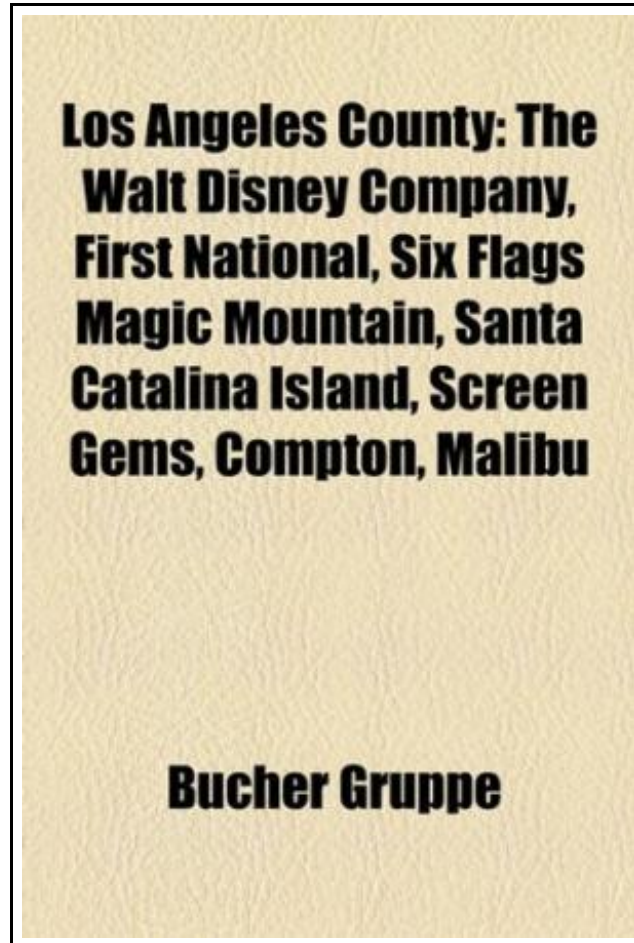 Los Angeles County: The
Walt Disney Company,
First National, Six Flags
Magic Mountain, Santa
Catalina Island, Screen
Gems, Compton, Malibu
Bucher Gruppe